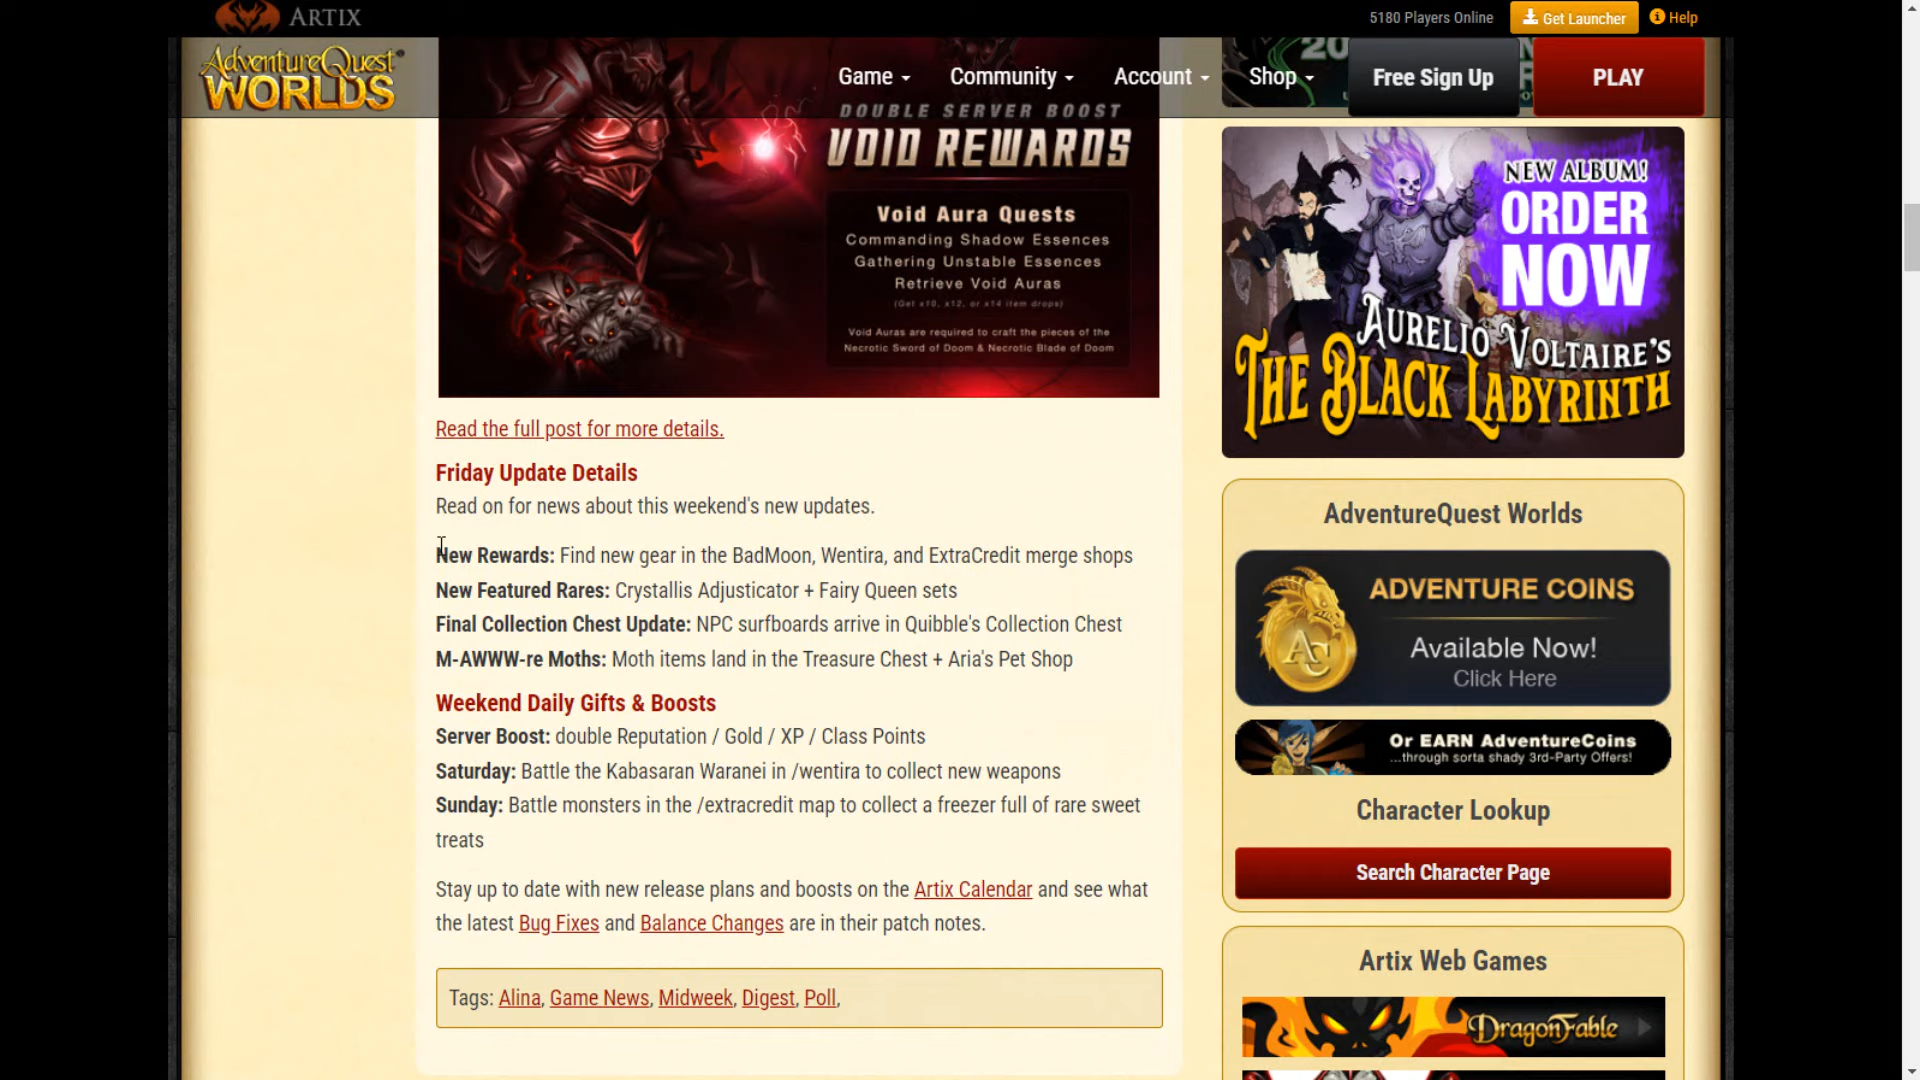 ARTIX
5180 Players Online
Get Launcher
Help
AdventureQuest
WORLDS
Game
Community
Account
Shop
Free Sign Up
PLAY
DOUBLE SERVER BOOST
VOID REWARDS
Void Aura Quests
Commanding Shadow Essences
Gathering Unstable Essences
Retrieve Void Auras
(Get x10, x12, or x14 item drops)
Void Auras are required to craft the pieces of the
Necrotic Sword of Doom & Necrotic Blade of Doom
Read the full post for more details.
Friday Update Details
Read on for news about this weekend's new updates.
New Rewards: Find new gear in the BadMoon, Wentira, and ExtraCredit merge shops
New Featured Rares: Crystallis Adjusticator + Fairy Queen sets
Final Collection Chest Update: NPC surfboards arrive in Quibble's Collection Chest
M-AWWW-re Moths: Moth items land in the Treasure Chest + Aria's Pet Shop
Weekend Daily Gifts & Boosts
Server Boost: double Reputation / Gold / XP / Class Points
Saturday: Battle the Kabasaran Waranei in /wentira to collect new weapons
Sunday: Battle monsters in the /extracredit map to collect a freezer full of rare sweet
treats
Stay up to date with new release plans and boosts on the Artix Calendar and see what
the latest Bug Fixes and Balance Changes are in their patch notes.
Tags: Alina, Game News, Midweek, Digest, Poll,
20
NEW ALBUM!
ORDER
NOW
AURELIO VOLTAIRE'S
THE BLACK LABYRINTH
AdventureQuest Worlds
ADVENTURE COINS
AC
Available Now!
Click Here
Or EARN AdventureCoins
...through sorta shady 3rd-Party Offers!
Character Lookup
Search Character Page
Artix Web Games
DragonFable